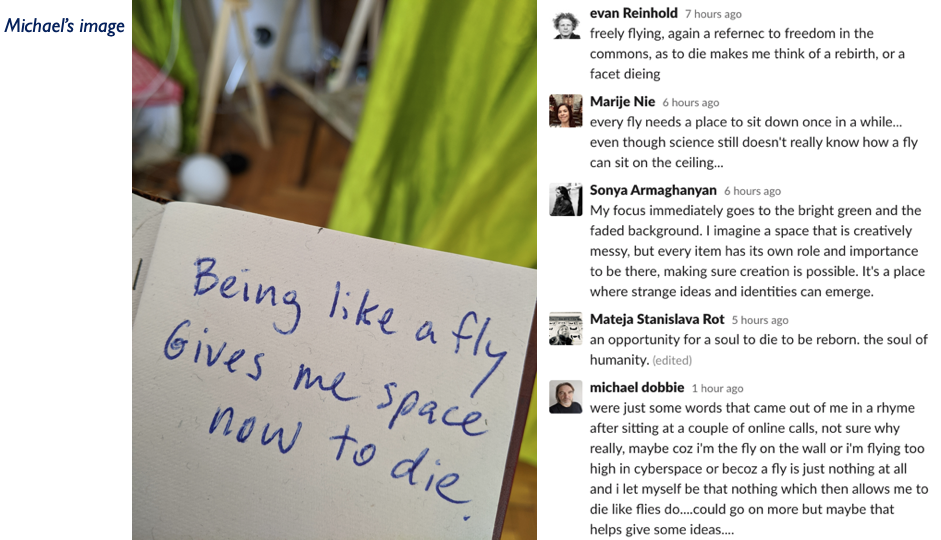 Michael's image
Being like a fly
Gives me space
now to die.
evan Reinhold 7 hours ago
freely flying, again a refernec to freedom in the
commons, as to die makes me think of a rebirth, or a
facet dieing
Marije Nie 6 hours ago
every fly needs a place to sit down once in a while...
even though science still doesn't really know how a fly
can sit on the ceiling...
Sonya Armaghanyan 6 hours ago
My focus immediately goes to the bright green and the
faded background. I imagine a space that is creatively
messy, but every item has its own role and importance
to be there, making sure creation is possible. It's a place
where strange ideas and identities can emerge.
Mateja Stanislava Rot 5 hours ago
an opportunity for a soul to die to be reborn. the soul of
humanity. (edited)
michael dobbie 1 hour ago
were just some words that came out of me in a rhyme
after sitting at a couple of online calls, not sure why
really, maybe coz i'm the fly on the wall or i'm flying too
high in cyberspace or becoz a fly is just nothing at all
and i let myself be that nothing which then allows me to
die like flies do....could go on more but maybe that
helps give some ideas....